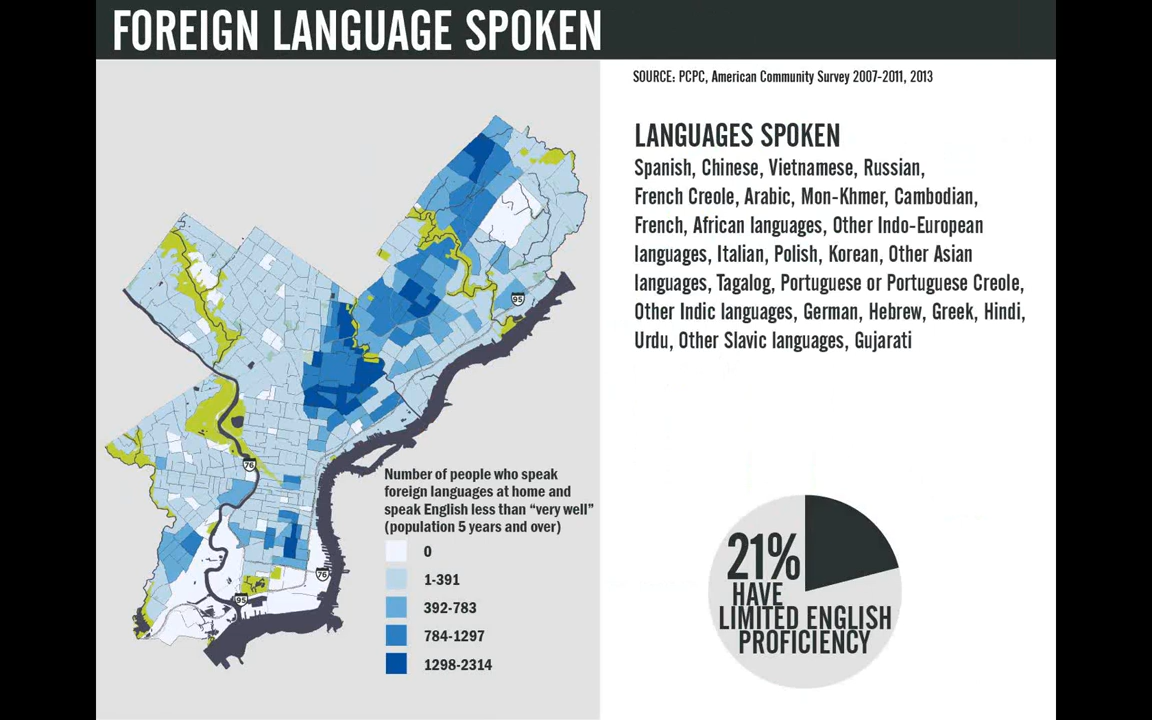 FOREIGN LANGUAGE SPOKEN
SOURCE: PCPC, American Community Survey 2007-2011, 2013
LANGUAGES SPOKEN
Spanish, Chinese, Vietnamese, Russian,
French Creole, Arabic, Mon-Khmer, Cambodian,
French, African languages, Other Indo-European
languages, Italian, Polish, Korean, Other Asian
languages, Tagalog, Portuguese or Portuguese Creole,
Other Indic languages, German, Hebrew, Greek, Hindi,
Urdu, Other Slavic languages, Gujarati
95
76
76
95
Number of people who speak
foreign languages at home and
speak English less than “very well”
(population 5 years and over)
0
1-391
392-783
784-1297
1298-2314
21%
HAVE
LIMITED ENGLISH
PROFICIENCY